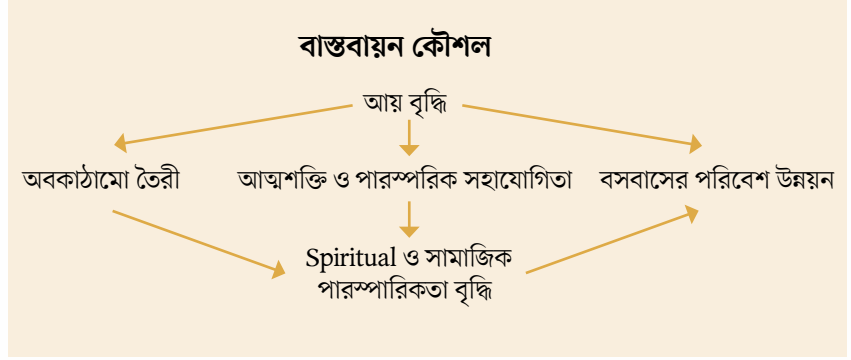 বাস্তবায়ন কৌশল
আয় বৃদ্ধি
অবকাঠামো তৈরী
আত্মশক্তি ও পারস্পরিক সহাযোগিতা
বসবাসের পরিবেশ উন্নয়ন
Spiritual ও সামাজিক
পারস্পারিকতা বৃদ্ধি